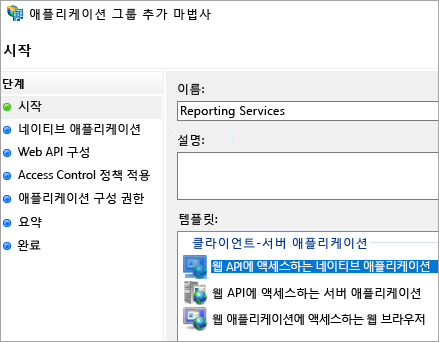 애플리케이션 그룹 추가 마법사
시작
단계
시작
네이티브 애플리케이션
Web API 구성
Access Control 정책 적용
애플리케이션 구성 권한
요약
완료
이름:
Reporting Services
설명:
템플릿:
클라이언트-서버 애플리케이션
웹 API에 액세스하는 네이티브 애플리케이션
웹 API에 액세스하는 서버 애플리케이션
웹 애플리케이션에 액세스하는 웹 브라우저